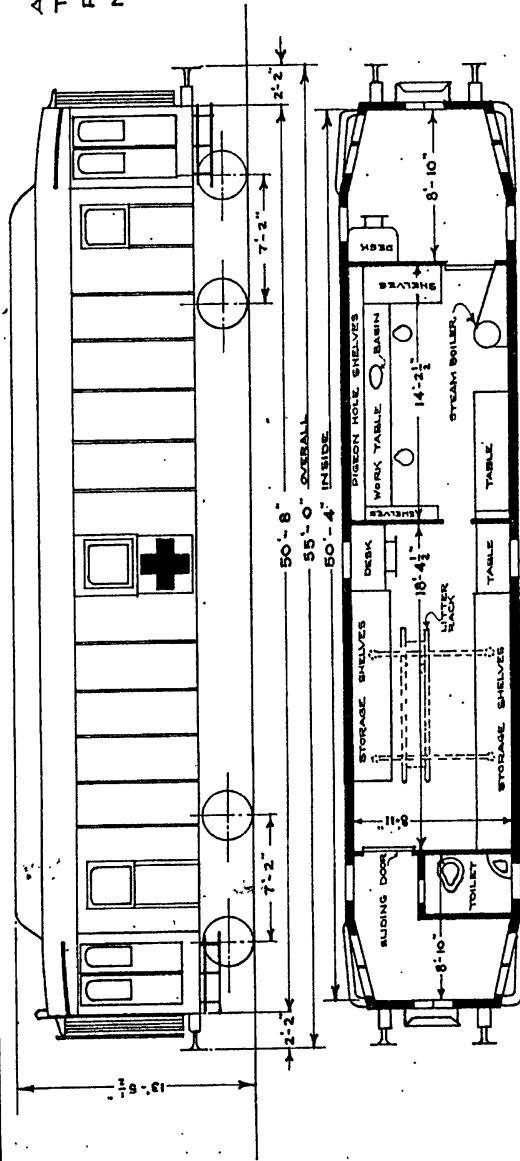 A
T
F
2'-2"
7'-2"
7'-2"
2'-2"
13'-5½"
50'-8"
55'-0" OVERALL
50'-4" INSIDE
8'-10"
DESK
SHELVES
PIGEON HOLE SHELVES
WORK TABLE
BASIN
14'-2½"
STEAM BOILER
TABLE
SHELVES
DESK
18'-4½"
TABLE
LITTER
RACK
STORAGE SHELVES
STORAGE SHELVES
8'-11"
SLIDING DOOR
TOILET
8'-10"